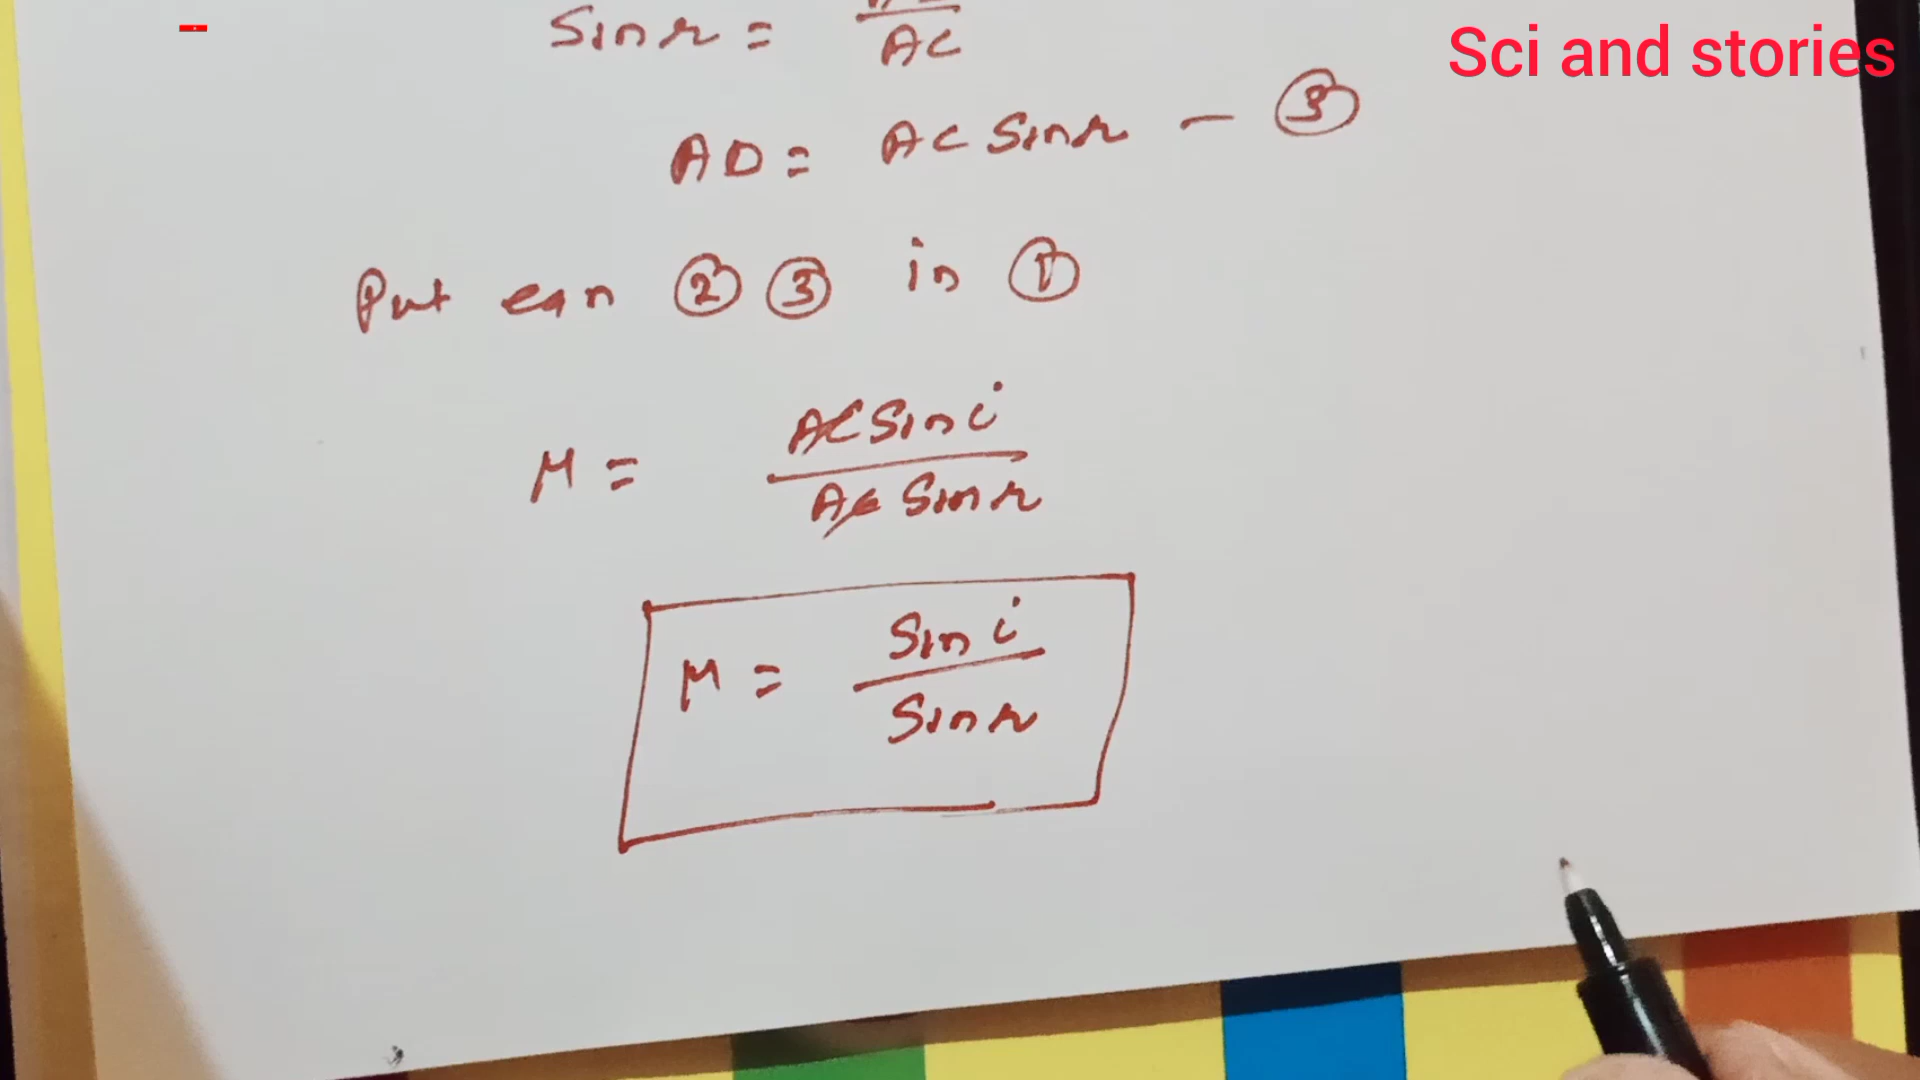 Sci and stories
Sin r =
AC
AD = AC Sin r - ③
Put eqn ② ③ in ①
μ = AC Sin i
AC Sin r
μ = Sin i
Sin r